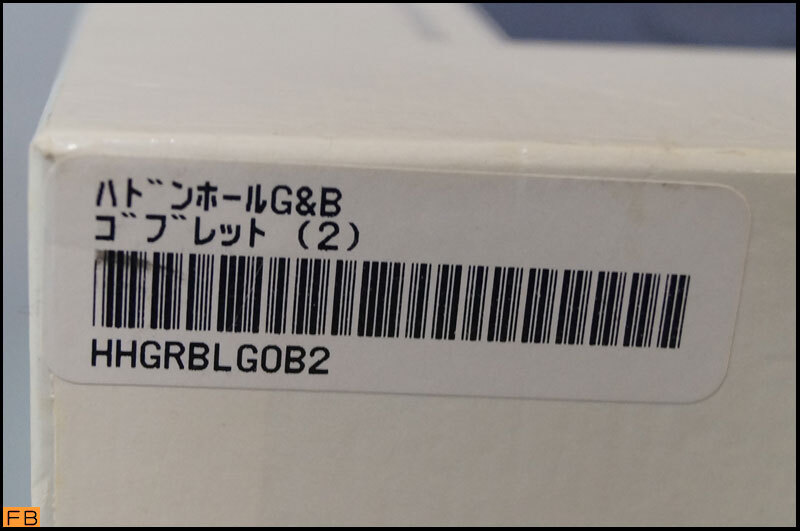 ﾊﾄﾞﾝﾎｰﾙG&B
ｺﾞﾌﾞﾚｯﾄ (2)
HHGRBLGOB2
FB